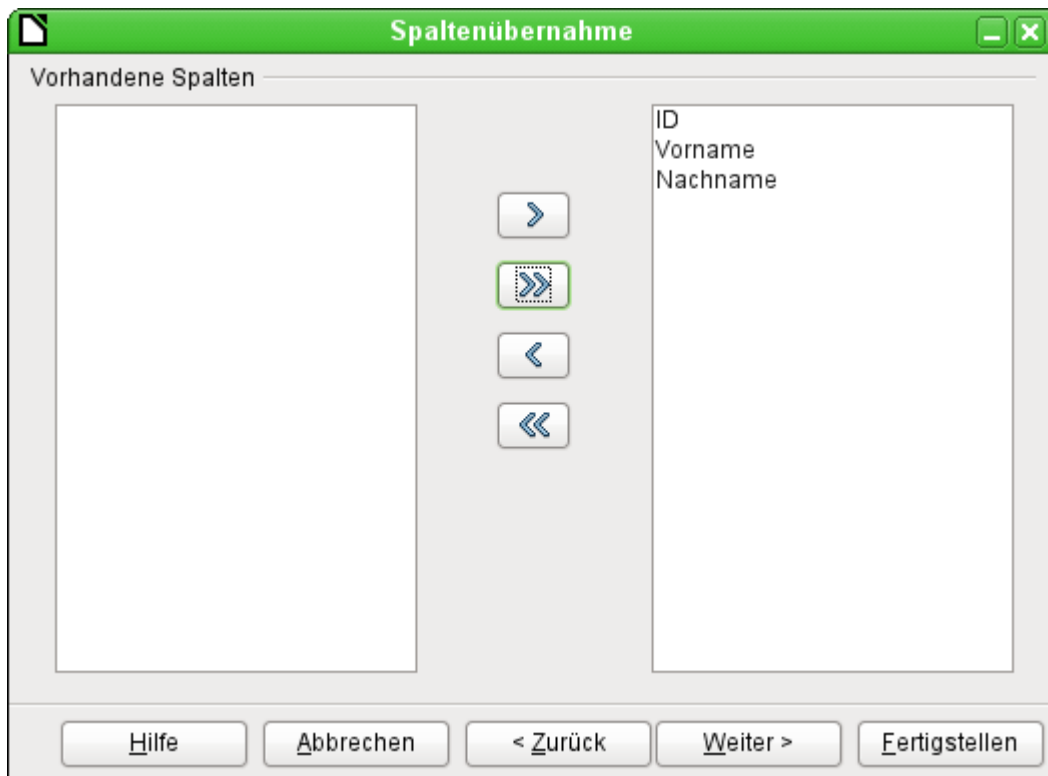 Spaltenübernahme
Vorhandene Spalten
ID
Vorname
Nachname
Hilfe
Abbrechen
< Zurück
Weiter >
Fertigstellen